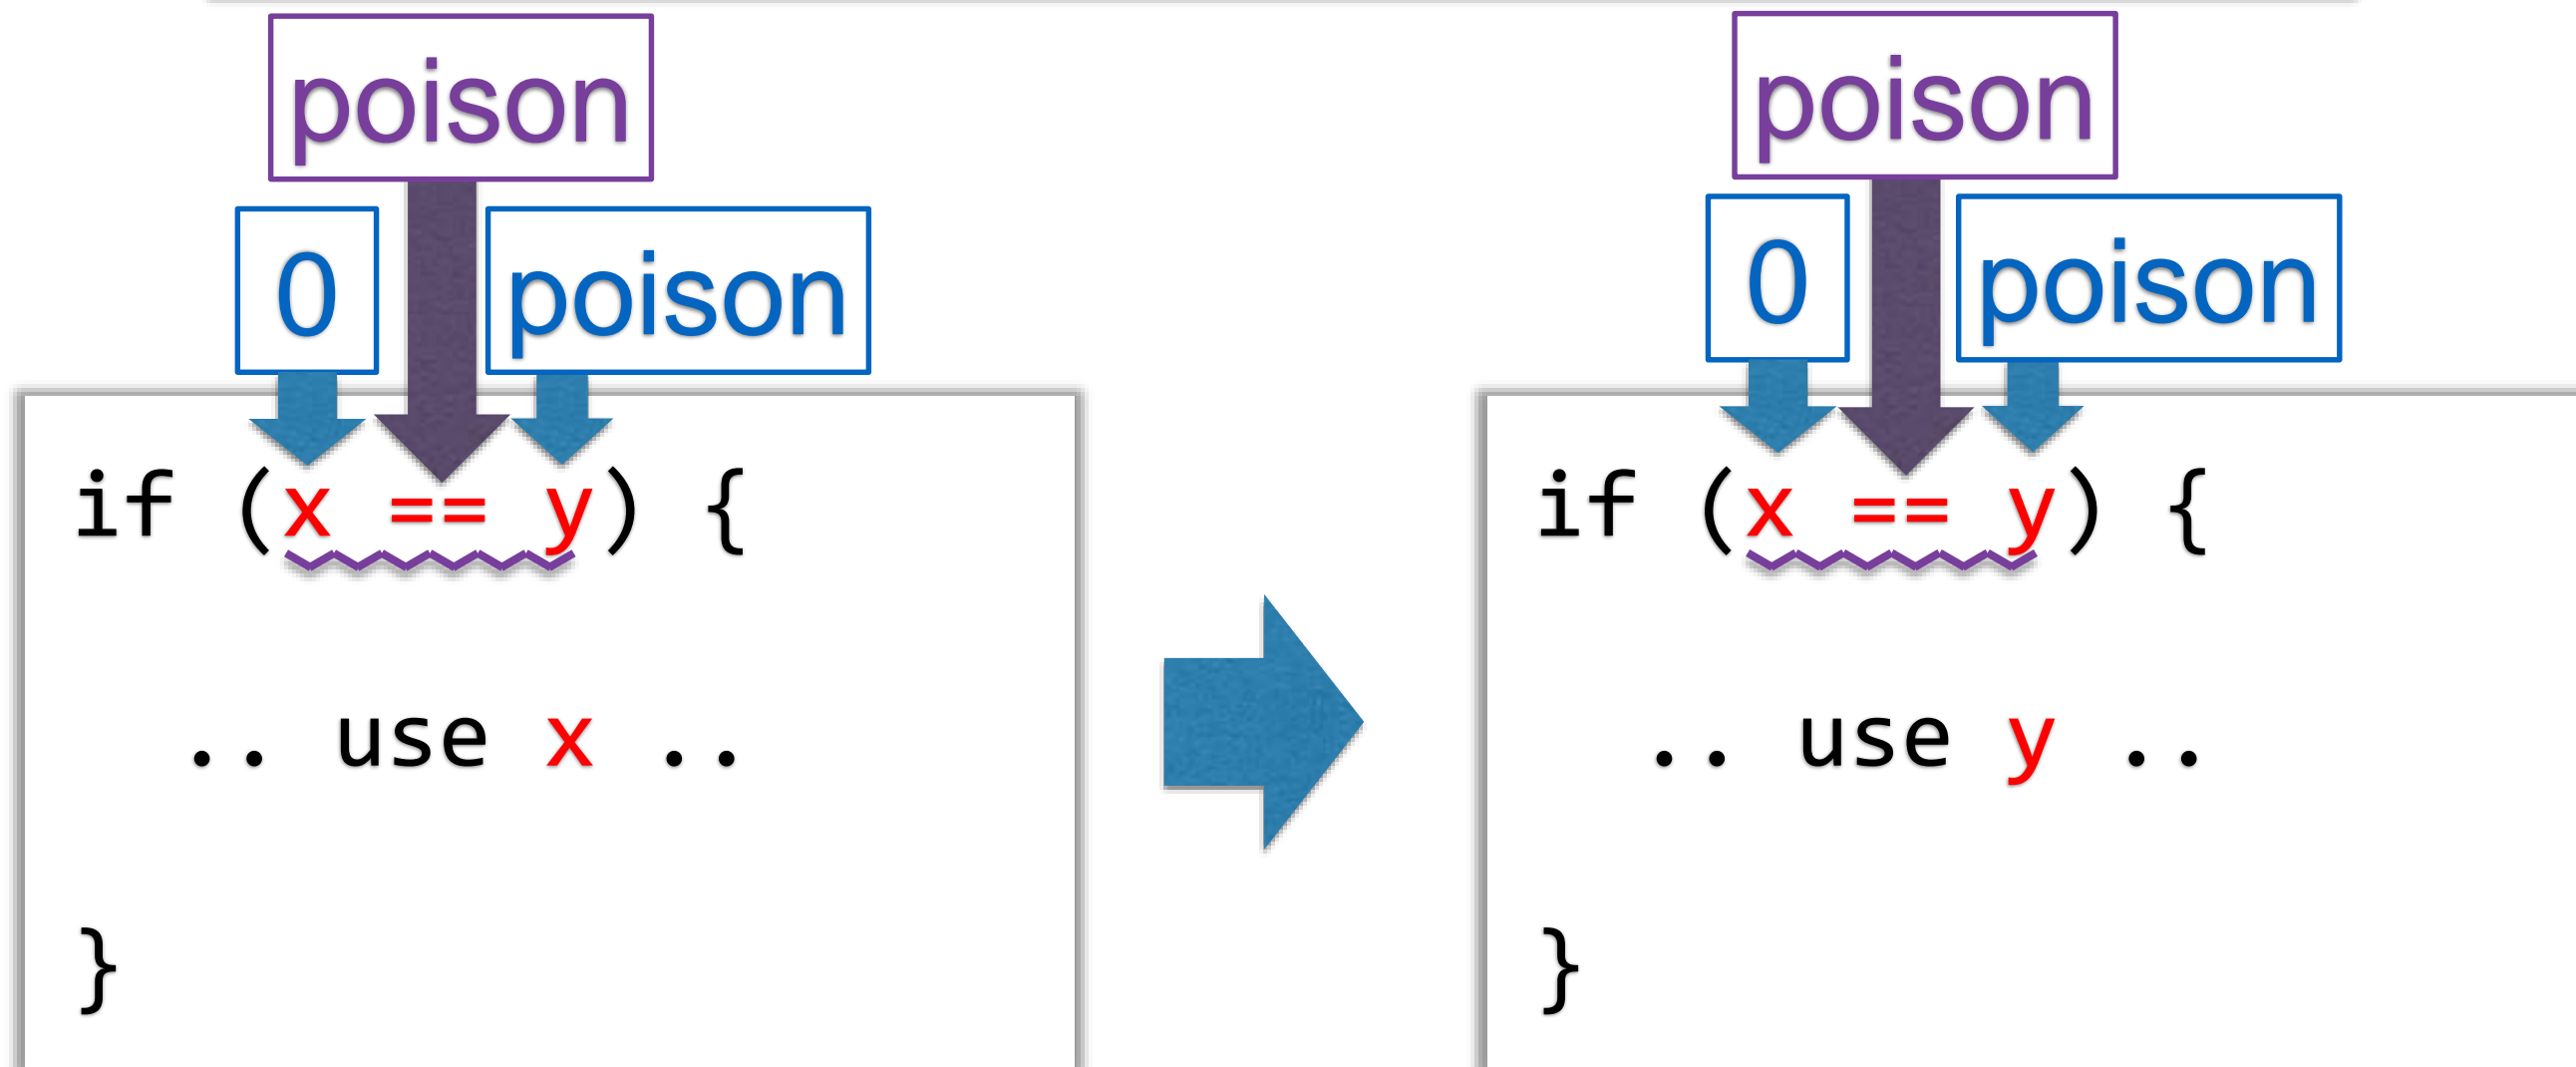 poison
0 poison
if (x == y) {
.. use x ..
}
poison
0 poison
if (x == y) {
.. use y ..
}